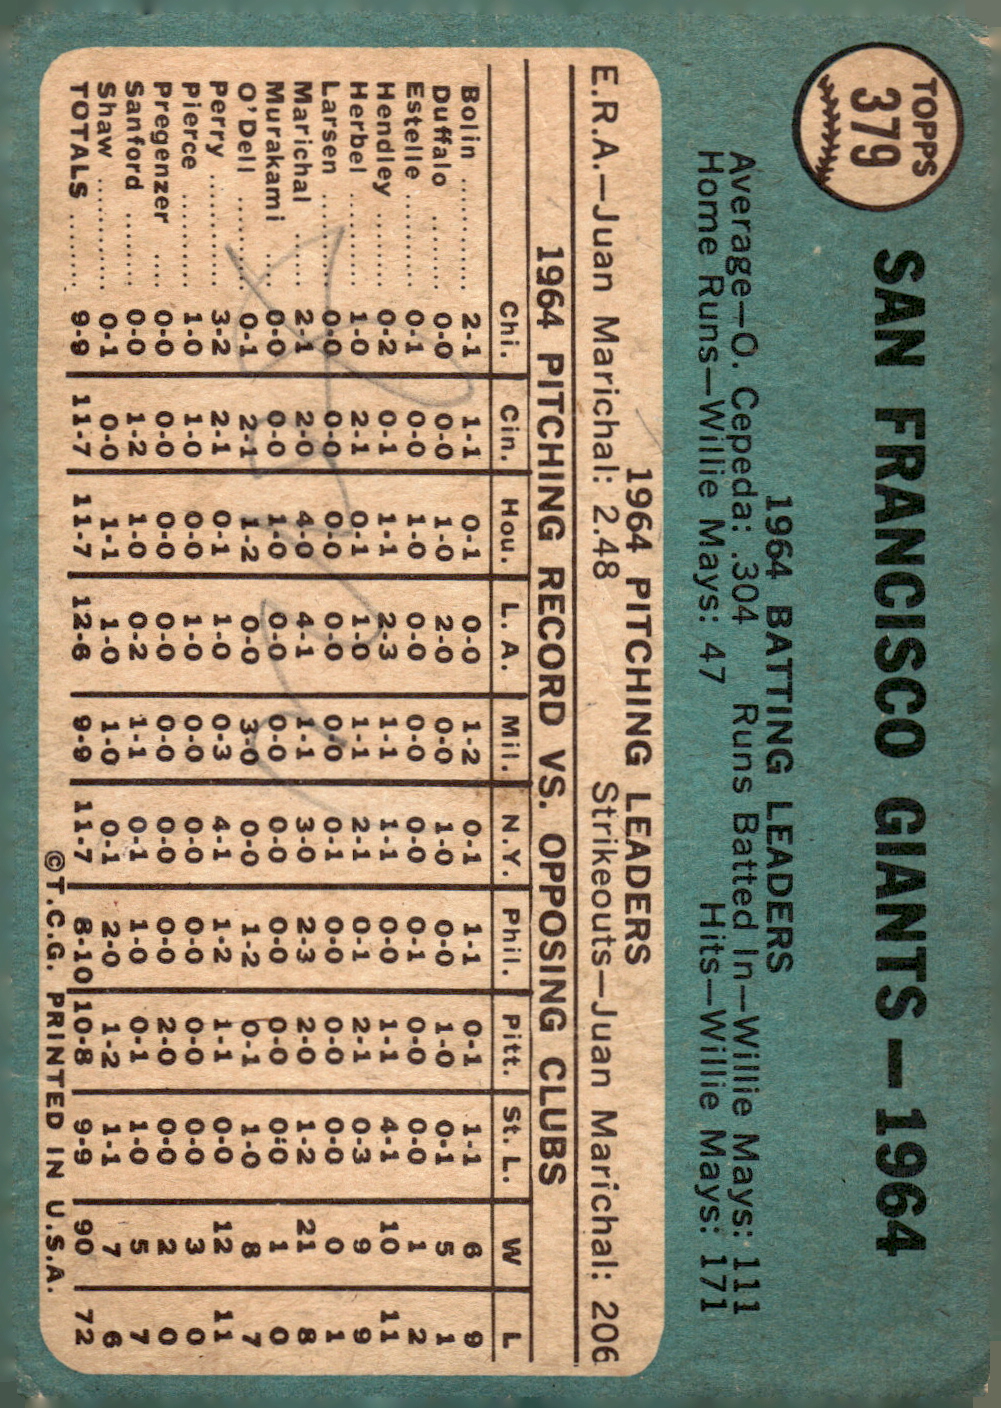 TOPPS
379
SAN FRANCISCO GIANTS — 1964
1964 BATTING LEADERS
Average—O. Cepeda: .304 Runs Batted In—Willie Mays: 111
Home Runs—Willie Mays: 47 Hits—Willie Mays: 171
1964 PITCHING LEADERS
E.R.A.—Juan Marichal: 2.48 Strikeouts—Juan Marichal: 206
1964 PITCHING RECORD VS. OPPOSING CLUBS
Chi. Cin. Hou. L. A. Mil. N.Y. Phil. Pitt. St. L. W L
Bolin .......... 2-1 1-1 0-1 0-0 1-2 0-1 1-1 0-1 1-1 6 9
Duffalo ....... 0-0 0-0 1-0 2-0 0-0 1-0 0-0 1-0 0-1 5 1
Estelle ......... 0-1 0-0 1-0 0-0 0-0 0-0 0-1 0-0 0-0 1 2
Hendley ....... 0-2 0-1 1-1 2-3 1-1 1-1 0-0 1-1 4-1 10 11
Herbel ......... 1-0 2-1 0-1 1-0 1-1 2-1 0-1 2-1 0-3 9 9
Larsen ......... 0-0 0-0 0-0 0-0 0-0 0-1 0-0 0-0 0-0 0 1
Marichal ...... 2-1 2-0 4-0 4-1 1-1 3-0 2-3 2-0 1-2 21 8
Murakami .... 0-0 0-0 1-0 0-0 0-0 0-0 0-0 0-0 0-0 1 0
O'Dell .......... 0-1 2-1 1-2 0-0 3-0 0-0 1-2 0-1 1-0 8 7
Perry ............ 3-2 2-1 0-1 1-0 0-3 4-1 1-2 1-1 0-0 12 11
Pierce .......... 1-0 1-0 0-0 1-0 0-0 0-0 0-0 0-0 0-0 3 0
Pregenzer .... 0-0 0-0 0-0 0-0 0-0 0-0 0-0 2-0 0-0 2 0
Sanford ........ 0-0 1-2 1-0 0-2 1-1 0-1 1-0 0-1 1-0 5 7
Shaw ............ 0-1 0-0 1-1 1-0 1-0 0-1 2-0 1-2 1-1 7 6
TOTALS ........ 9-9 11-7 11-7 12-6 9-9 11-7 8-10 10-8 9-9 90 72
©T.C.G. PRINTED IN U.S.A.